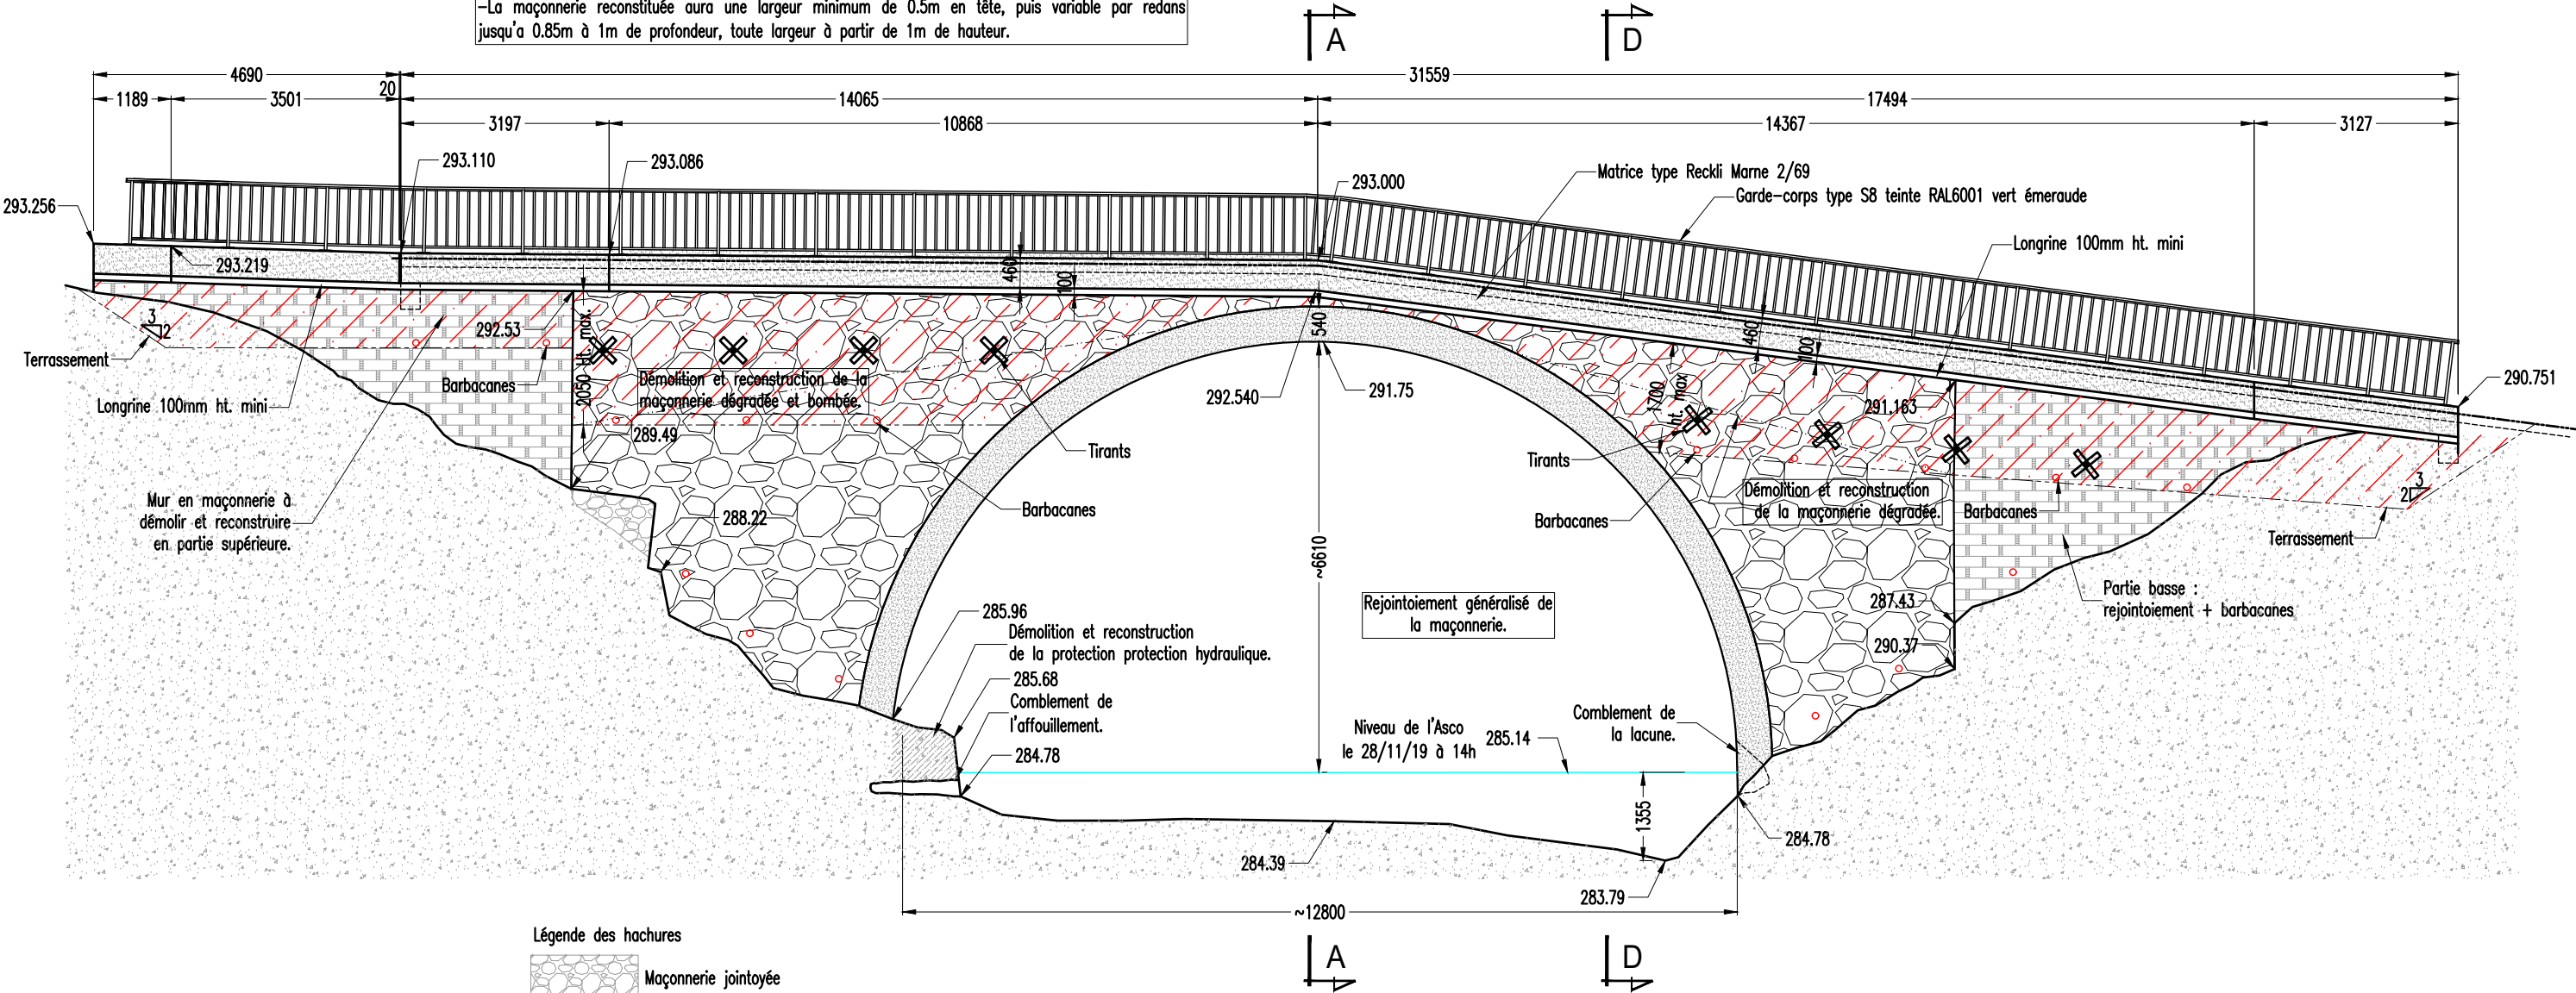 -La maçonnerie reconstituée aura une largeur minimum de 0.5m en tête, puis variable par redans
jusqu'a 0.85m à 1m de profondeur, toute largeur à partir de 1m de hauteur.
A
D
4690
31559
20
1189
3501
14065
17494
3197
10868
14367
3127
293.110
293.086
293.000
Matrice type Reckli Marne 2/69
Garde-corps type S8 teinte RAL6001 vert émeraude
293.256
Longrine 100mm ht. mini
293.219
460
100
3
2
292.53
Terrassement
Barbacanes
Longrine 100mm ht. mini
2050 ht. max.
Démolition et reconstruction de la
maçonnerie dégradée et bombée.
540
292.540
291.75
460
100
1700
ht. max
291.163
290.751
289.49
Tirants
Tirants
Mur en maçonnerie à
démolir et reconstruire
en partie supérieure.
288.22
Barbacanes
Barbacanes
Démolition et reconstruction
de la maçonnerie dégradée.
Barbacanes
3
2
Terrassement
~6610
Rejointoiement généralisé de
la maçonnerie.
Partie basse :
rejointoiement + barbacanes
287.43
290.37
285.96
Démolition et reconstruction
de la protection protection hydraulique.
285.68
Comblement de
l'affouillement.
284.78
Niveau de l'Asco
le 28/11/19 à 14h
285.14
Comblement de
la lacune.
1355
284.78
284.39
283.79
~12800
Légende des hachures
Maçonnerie jointoyée
A
D